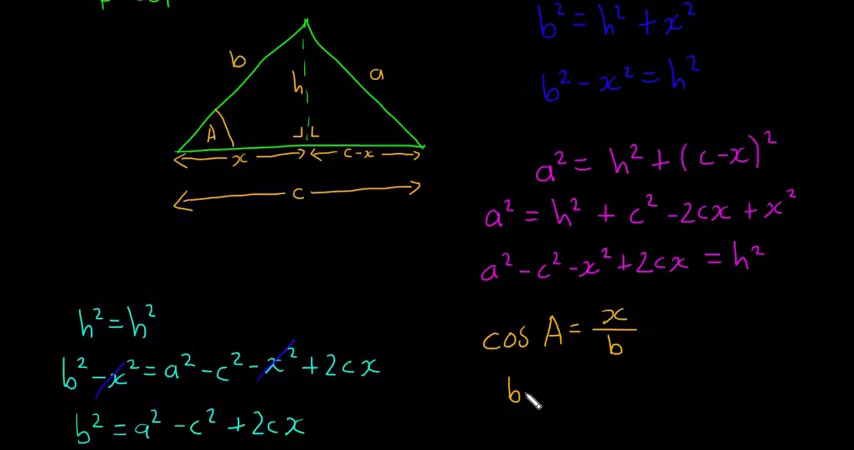 b
a
h
A
x
c-x
c
b² = h² + x²
b² - x² = h²
a² = h² + (c-x)²
a² = h² + c² - 2cx + x²
a² - c² - x² + 2cx = h²
h² = h²
b² - x² = a² - c² - x² + 2cx
b² = a² - c² + 2cx
cos A = x/b
b